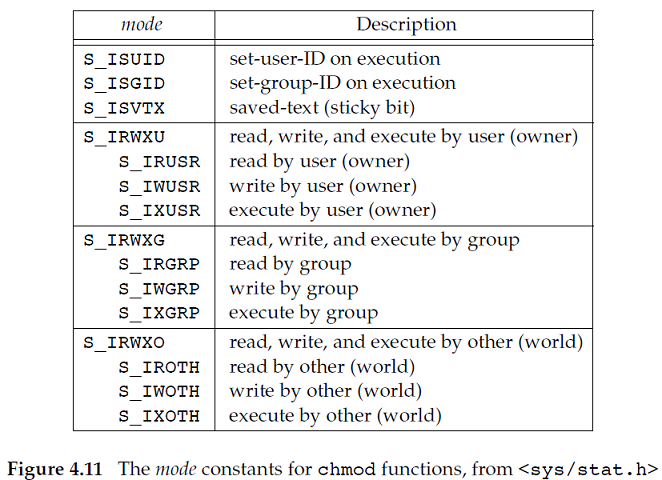 mode Description
S_ISUID set-user-ID on execution
S_ISGID set-group-ID on execution
S_ISVTX saved-text (sticky bit)
S_IRWXU read, write, and execute by user (owner)
S_IRUSR read by user (owner)
S_IWUSR write by user (owner)
S_IXUSR execute by user (owner)
S_IRWXG read, write, and execute by group
S_IRGRP read by group
S_IWGRP write by group
S_IXGRP execute by group
S_IRWXO read, write, and execute by other (world)
S_IROTH read by other (world)
S_IWOTH write by other (world)
S_IXOTH execute by other (world)
Figure 4.11 The mode constants for chmod functions, from <sys/stat.h>